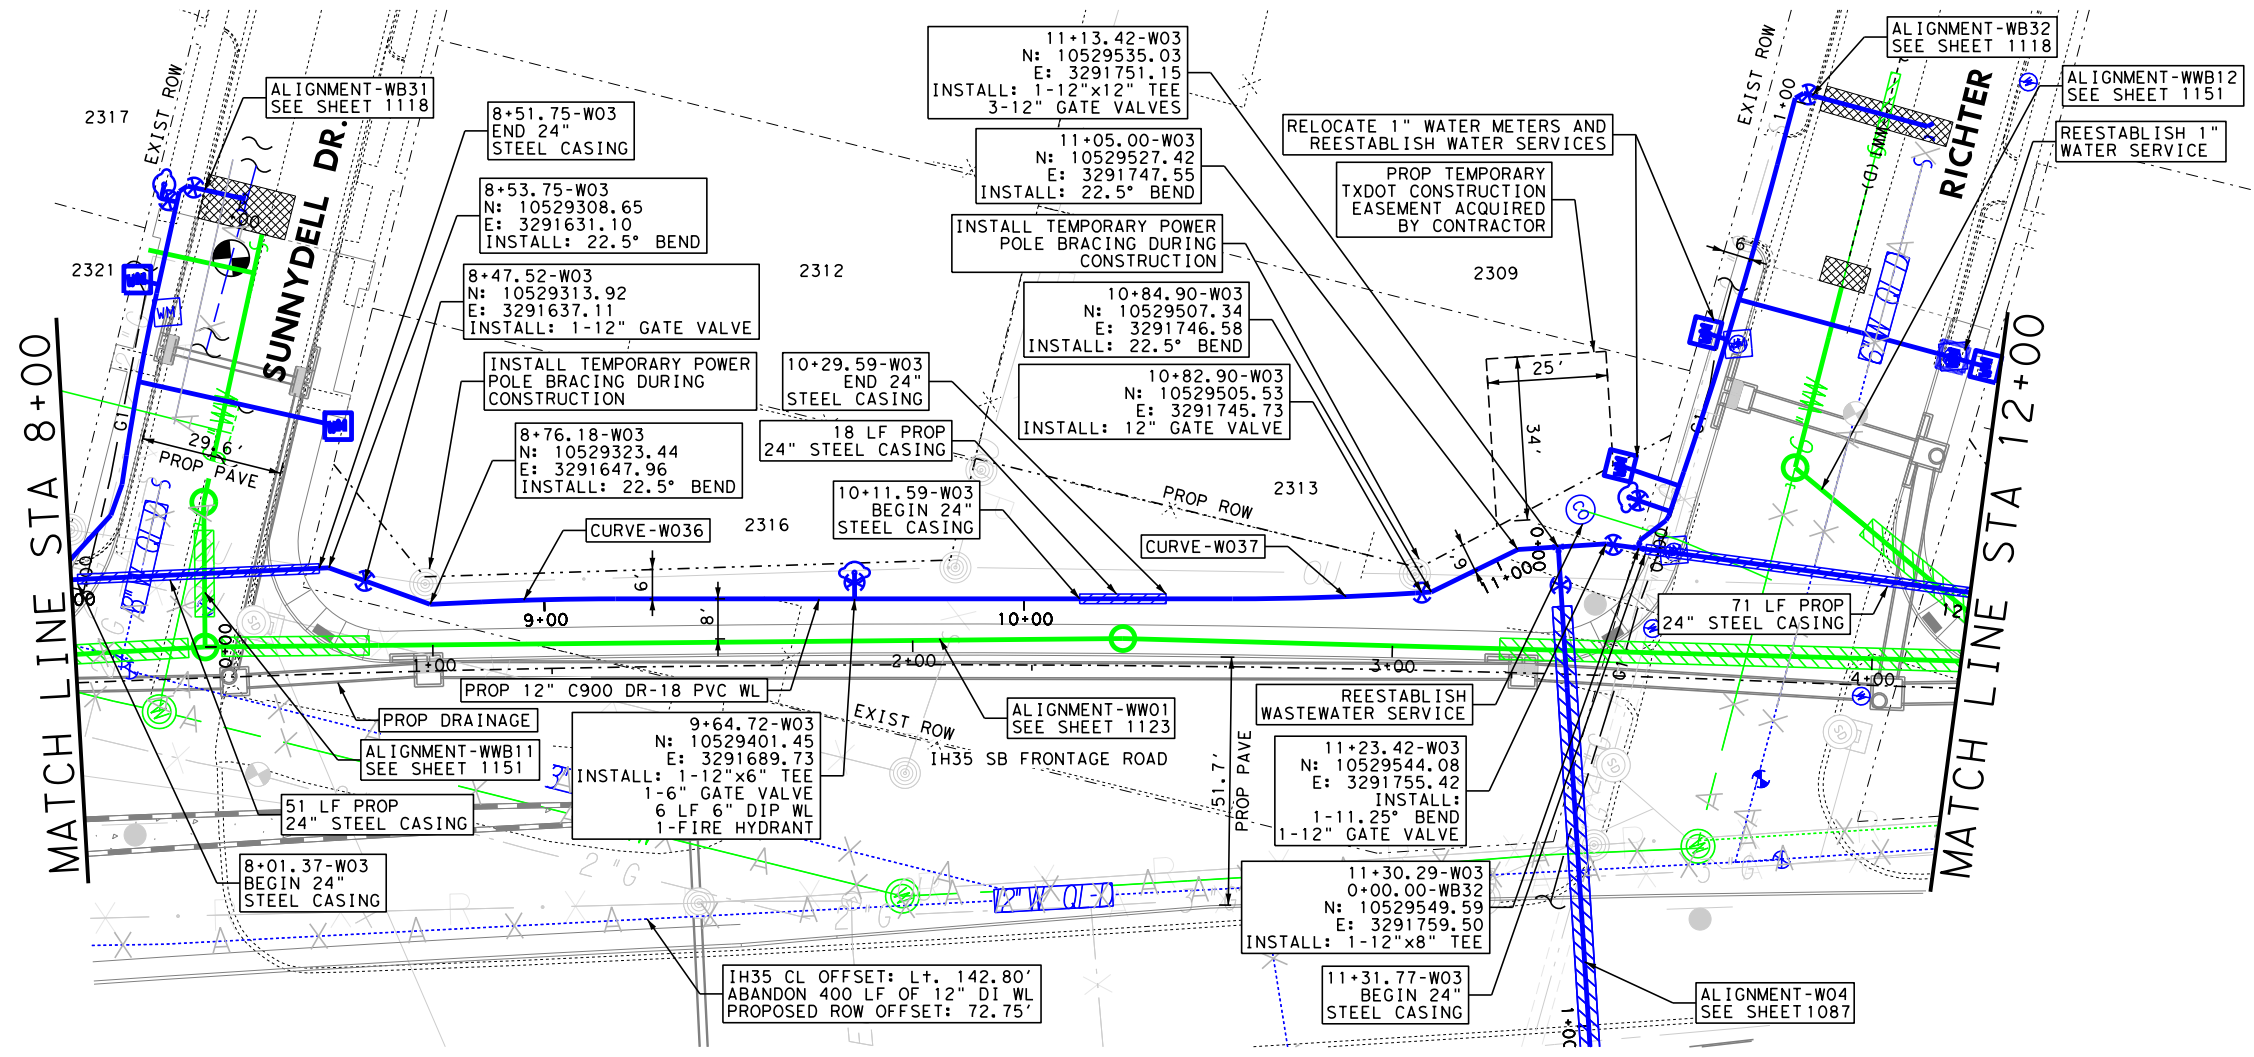 ALIGNMENT-WB31
SEE SHEET 1118
2317
EXIST ROW
SUNNYDELL DR.
2321
8+51.75-W03
END 24"
STEEL CASING
8+53.75-W03
N: 10529308.65
E: 3291631.10
INSTALL: 22.5° BEND
8+47.52-W03
N: 10529313.92
E: 3291637.11
INSTALL: 1-12" GATE VALVE
INSTALL TEMPORARY POWER
POLE BRACING DURING
CONSTRUCTION
8+76.18-W03
N: 10529323.44
E: 3291647.96
INSTALL: 22.5° BEND
CURVE-W036
2312
2316
11+13.42-W03
N: 10529535.03
E: 3291751.15
INSTALL: 1-12"x12" TEE
3-12" GATE VALVES
11+05.00-W03
N: 10529527.42
E: 3291747.55
INSTALL: 22.5° BEND
INSTALL TEMPORARY POWER
POLE BRACING DURING
CONSTRUCTION
10+84.90-W03
N: 10529507.34
E: 3291746.58
INSTALL: 22.5° BEND
10+82.90-W03
N: 10529505.53
E: 3291745.73
INSTALL: 12" GATE VALVE
10+29.59-W03
END 24"
STEEL CASING
18 LF PROP
24" STEEL CASING
10+11.59-W03
BEGIN 24"
STEEL CASING
CURVE-W037
PROP ROW
2313
RELOCATE 1" WATER METERS AND
REESTABLISH WATER SERVICES
PROP TEMPORARY
TXDOT CONSTRUCTION
EASEMENT ACQUIRED
BY CONTRACTOR
2309
25'
34'
EXIST ROW
1+00
ALIGNMENT-WB32
SEE SHEET 1118
RICHTER
ALIGNMENT-WWB12
SEE SHEET 1151
REESTABLISH 1"
WATER SERVICE
6'
WM
CO
29.6'
PROP PAVE
MATCH LINE STA 8+00
MATCH LINE STA 12+00
9+00
10+00
6'
8'
9'
11+00
0+00
0+00
1+00
2+00
3+00
4+00
12
PROP 12" C900 DR-18 PVC WL
PROP DRAINAGE
ALIGNMENT-WWB11
SEE SHEET 1151
51 LF PROP
24" STEEL CASING
8+01.37-W03
BEGIN 24"
STEEL CASING
9+64.72-W03
N: 10529401.45
E: 3291689.73
INSTALL: 1-12"x6" TEE
1-6" GATE VALVE
6 LF 6" DIP WL
1-FIRE HYDRANT
EXIST ROW
IH35 SB FRONTAGE ROAD
ALIGNMENT-WW01
SEE SHEET 1123
51.7'
PROP PAVE
REESTABLISH
WASTEWATER SERVICE
71 LF PROP
24" STEEL CASING
11+23.42-W03
N: 10529544.08
E: 3291755.42
INSTALL:
1-11.25° BEND
1-12" GATE VALVE
11+30.29-W03
0+00.00-WB32
N: 10529549.59
E: 3291759.50
INSTALL: 1-12"x8" TEE
11+31.77-W03
BEGIN 24"
STEEL CASING
ALIGNMENT-W04
SEE SHEET1087
IH35 CL OFFSET: Lt. 142.80'
ABANDON 400 LF OF 12" DI WL
PROPOSED ROW OFFSET: 72.75'
2"G